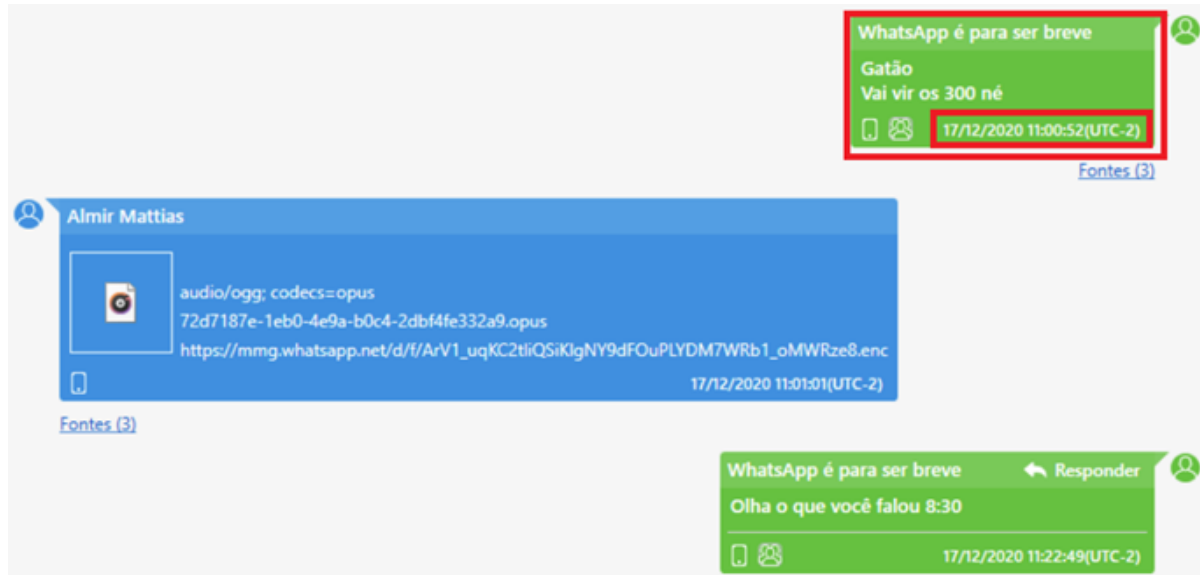 WhatsApp é para ser breve
Gatão
Vai vir os 300 né
17/12/2020 11:00:52(UTC-2)
Fontes (3)
Almir Mattias
audio/ogg; codecs=opus
72d7187e-1eb0-4e9a-b0c4-2dbf4fe332a9.opus
https://mmg.whatsapp.net/d/f/ArV1_uqKC2tliQSiKlgNY9dFOuPLYDM7WRb1_oMWRze8.enc
17/12/2020 11:01:01(UTC-2)
Fontes (3)
WhatsApp é para ser breve Responder
Olha o que você falou 8:30
17/12/2020 11:22:49(UTC-2)